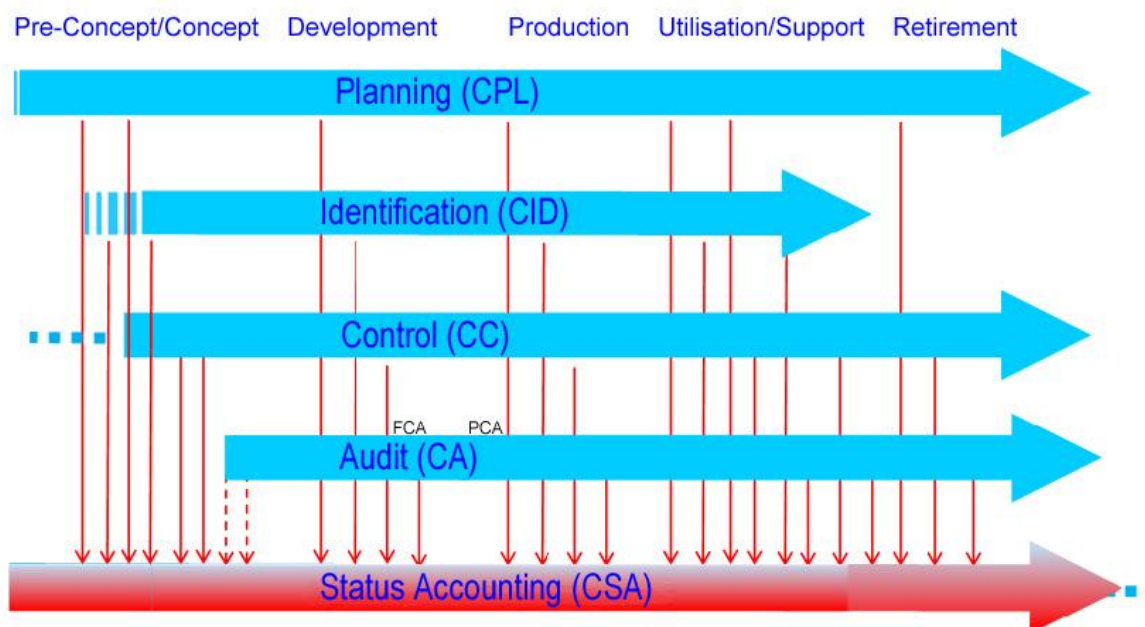 Pre-Concept/Concept Development Production Utilisation/Support Retirement
Planning (CPL)
Identification (CID)
Control (CC)
FCA PCA
Audit (CA)
Status Accounting (CSA)